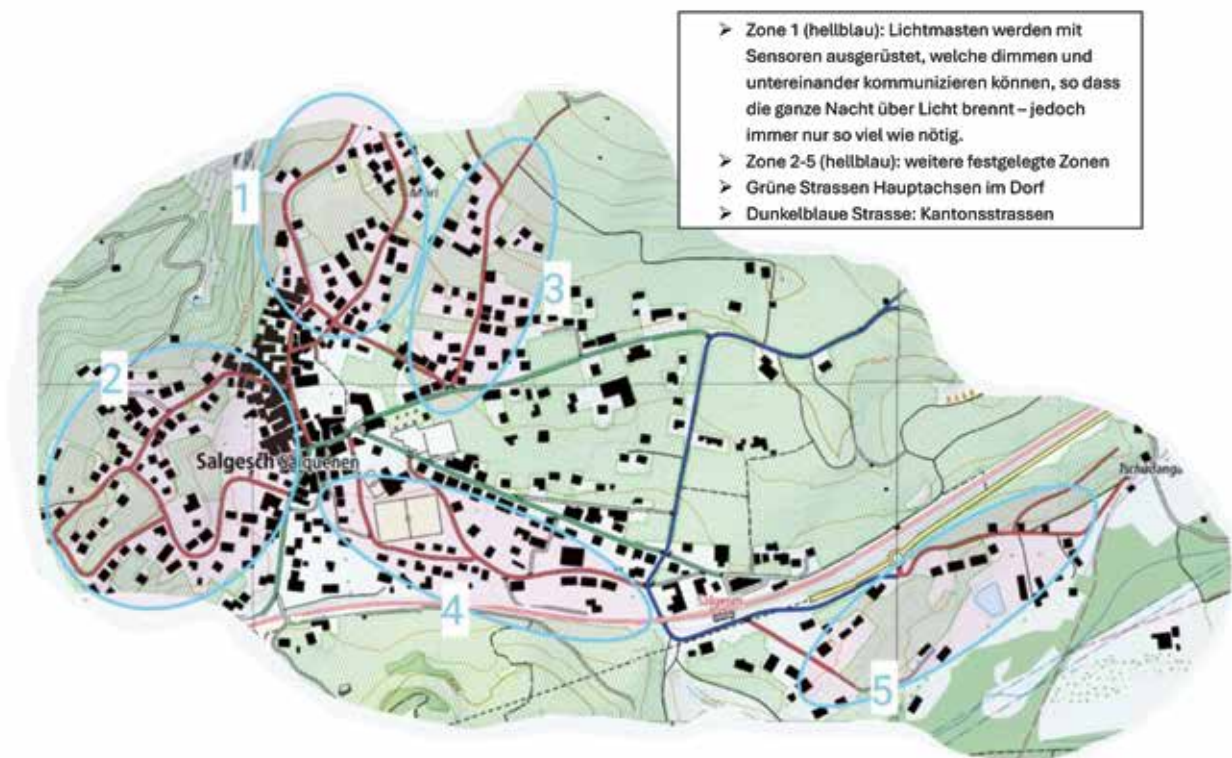 ➢ Zone 1 (hellblau): Lichtmasten werden mit
Sensoren ausgerüstet, welche dimmen und
untereinander kommunizieren können, so dass
die ganze Nacht über Licht brennt – jedoch
immer nur so viel wie nötig.
➢ Zone 2-5 (hellblau): weitere festgelegte Zonen
➢ Grüne Strassen Hauptachsen im Dorf
➢ Dunkelblaue Strasse: Kantonsstrassen
1
3
2
Salgesch Salquenen
4
5